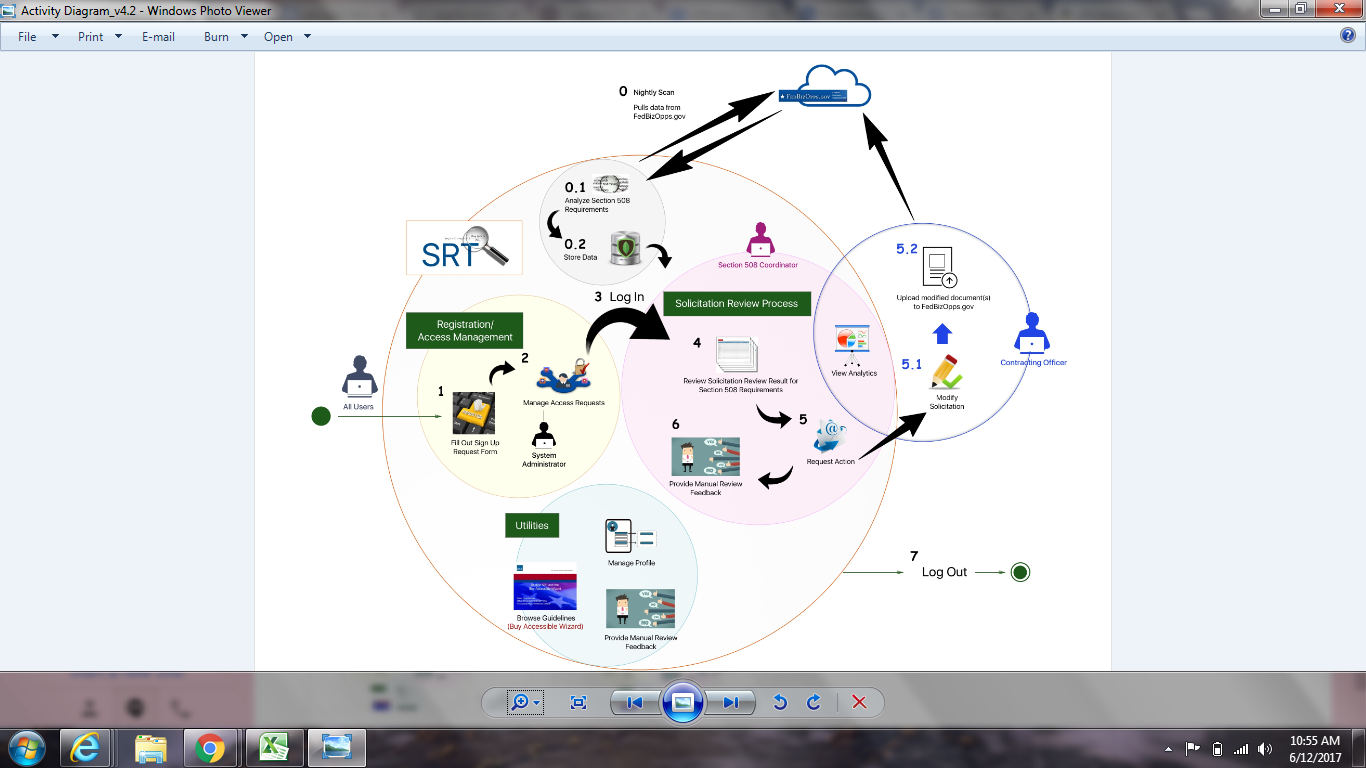 Activity Diagram_v4.2 - Windows Photo Viewer
File Print E-mail Burn Open
0 Nightly Scan
Pulls data from
FedBizOpps.gov
FedBizOpps.gov
0.1
Analyze Section 508
Requirements
0.2
Store Data
SRT
Section 508 Coordinator
3 Log In
Solicitation Review Process
Registration/
Access Management
1
2
Manage Access Requests
All Users
Fill Out Sign Up
Request Form
System
Administrator
4
Review Solicitation Review Result for
Section 508 Requirements
View Analytics
5
Request Action
6
Provide Manual Review
Feedback
5.2
Upload modified document(s)
to FedBizOpps.gov
Contracting Officer
5.1
Modify
Solicitation
Utilities
Manage Profile
Browse Guidelines
(Buy Accessible Wizard)
Provide Manual Review
Feedback
7
Log Out
10:55 AM
6/12/2017